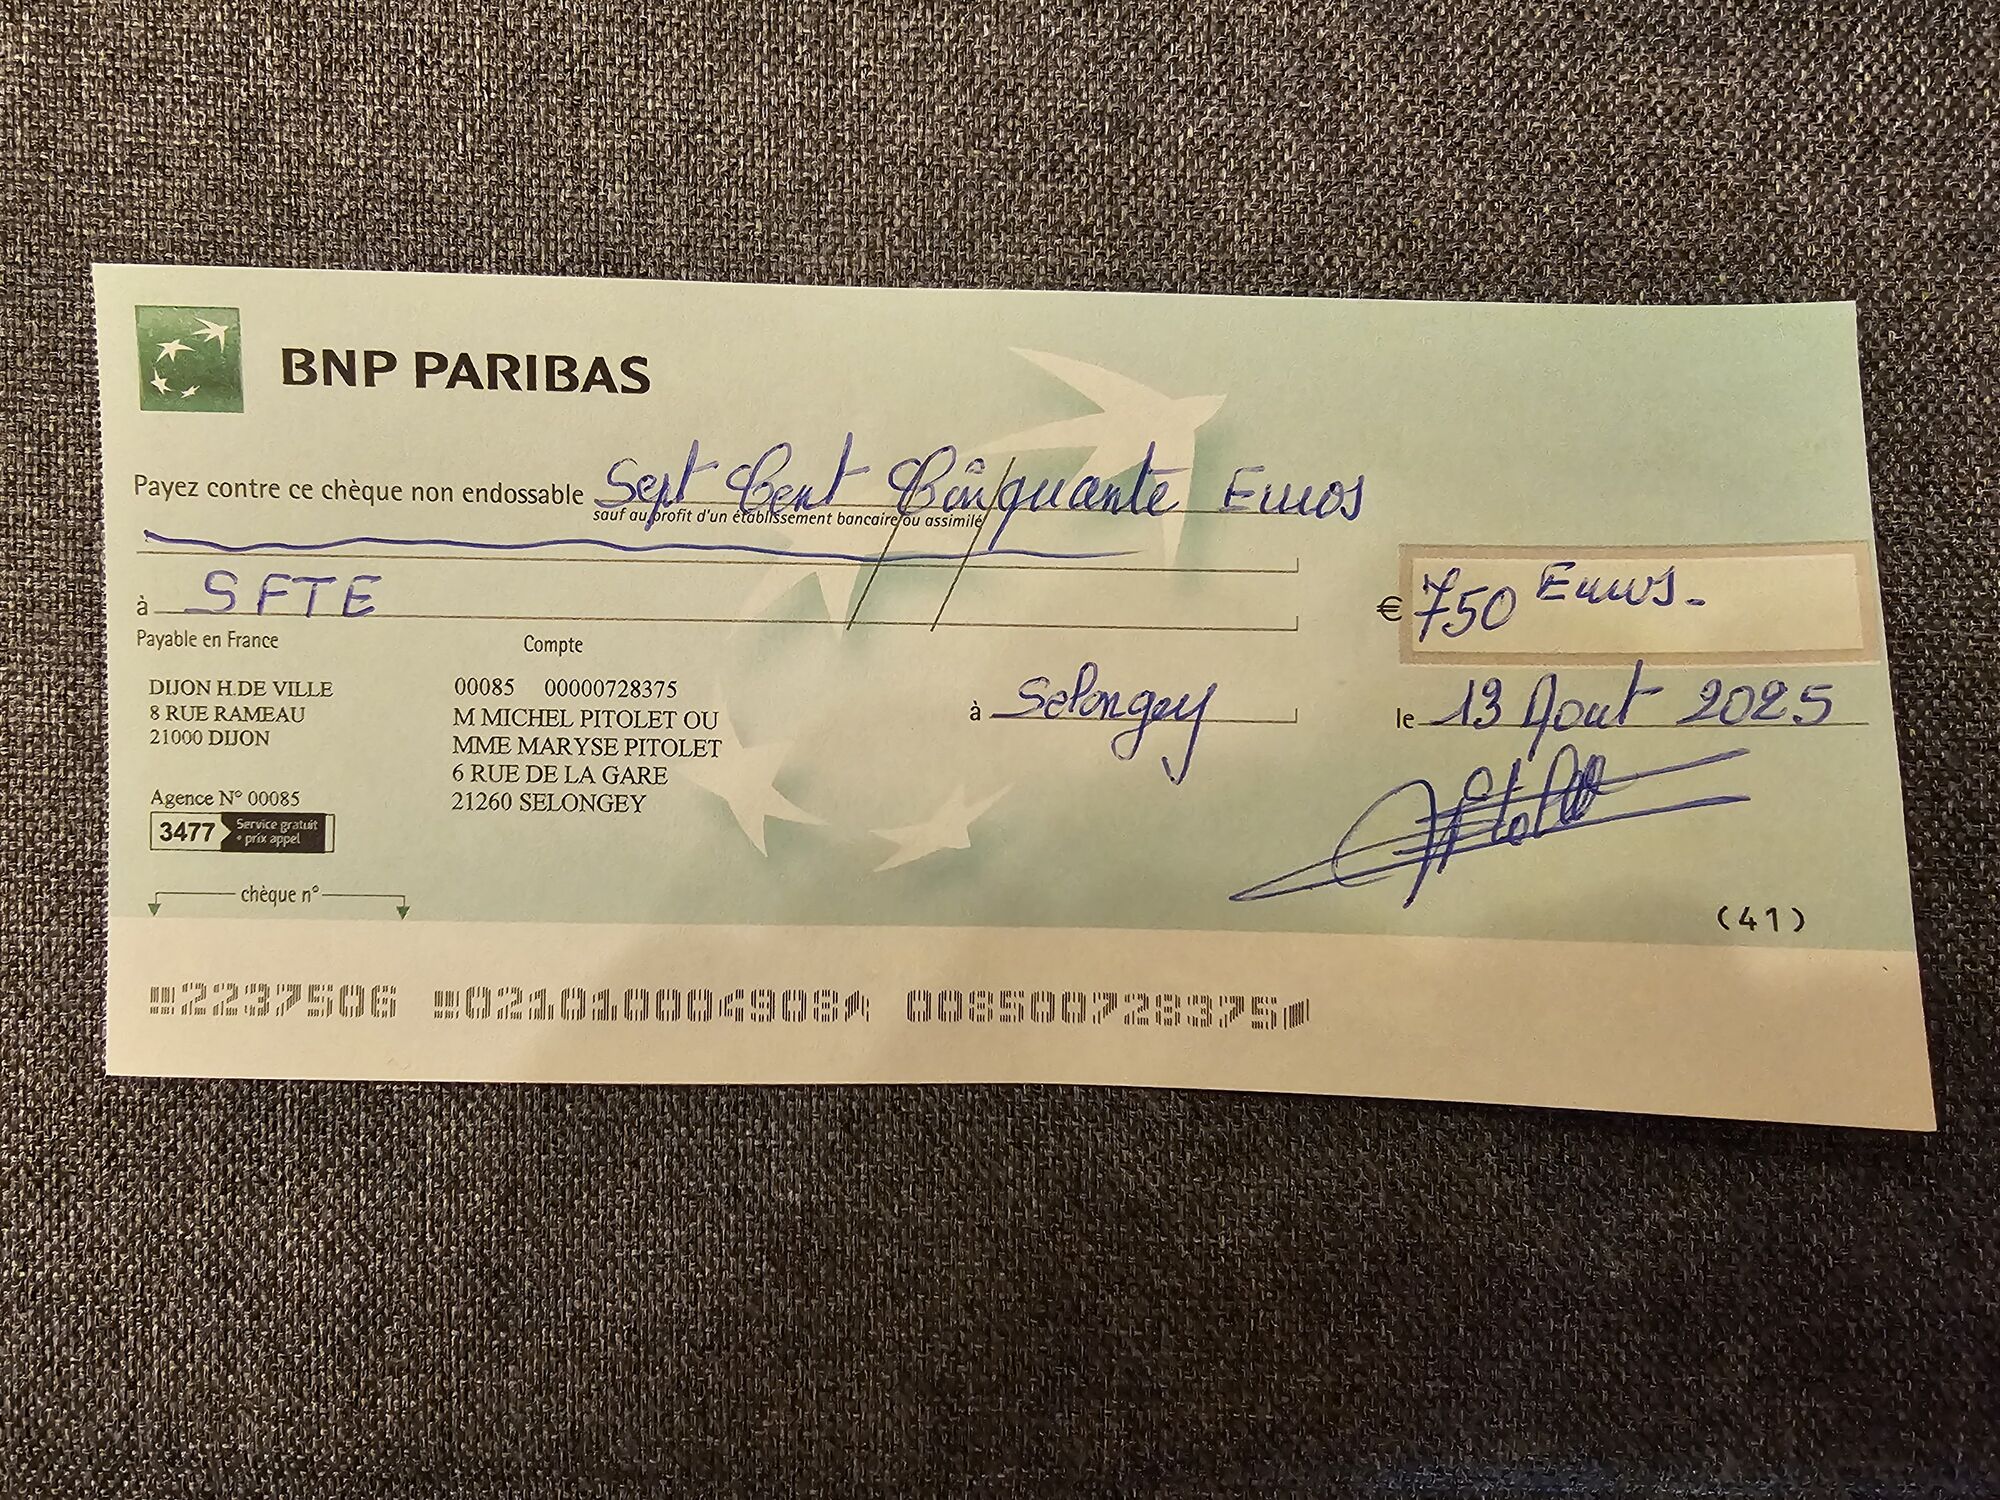 BNP PARIBAS
Payez contre ce chèque non endossable Sept Cent Cinquante Euros
sauf au profit d'un établissement bancaire ou assimilé
à SFTE
€ 750 Euros.
Payable en France
Compte
DIJON H.DE VILLE
8 RUE RAMEAU
21000 DIJON
00085 00000728375
M MICHEL PITOLET OU
MME MARYSE PITOLET
6 RUE DE LA GARE
21260 SELONGEY
à Selongey
le 13 Aout 2025
Agence N° 00085
3477 Service gratuit
+ prix appel
chèque n°
(41)
2237506 021010004908 008500728375